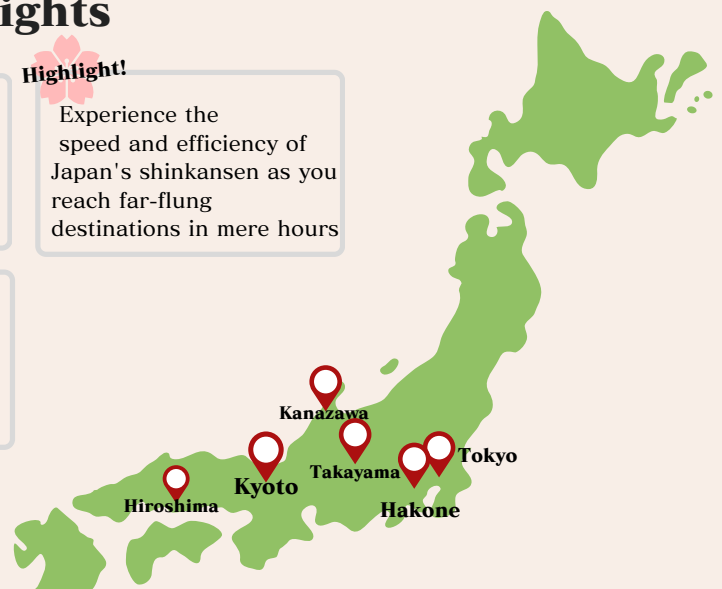 ights
Highlight!
Experience the
speed and efficiency of
Japan's shinkansen as you
reach far-flung
destinations in mere hours
Kanazawa
Takayama
Tokyo
Kyoto
Hiroshima
Hakone